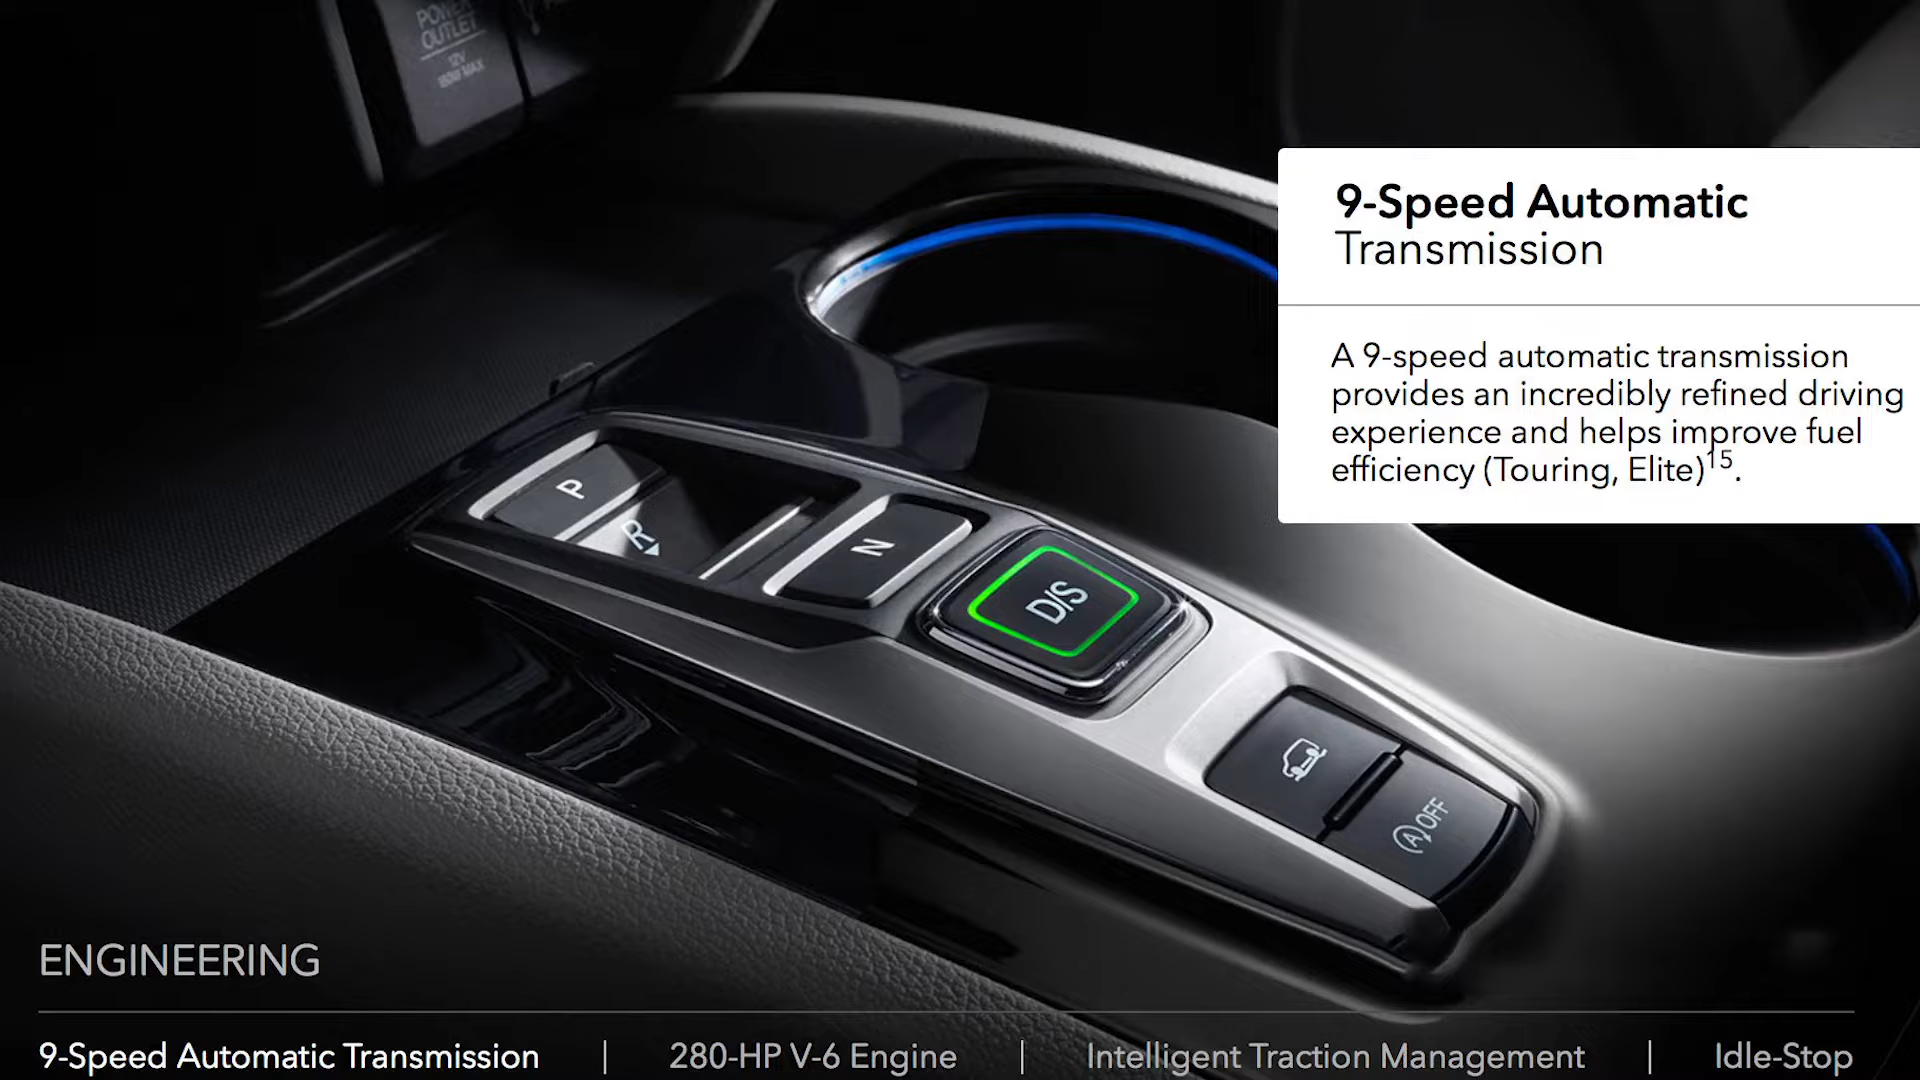 POWER
OUTLET
12V
180W MAX
9-Speed Automatic
Transmission
A 9-speed automatic transmission
provides an incredibly refined driving
experience and helps improve fuel
efficiency (Touring, Elite)15.
P
R
N
D/S
A OFF
ENGINEERING
9-Speed Automatic Transmission | 280-HP V-6 Engine | Intelligent Traction Management | Idle-Stop